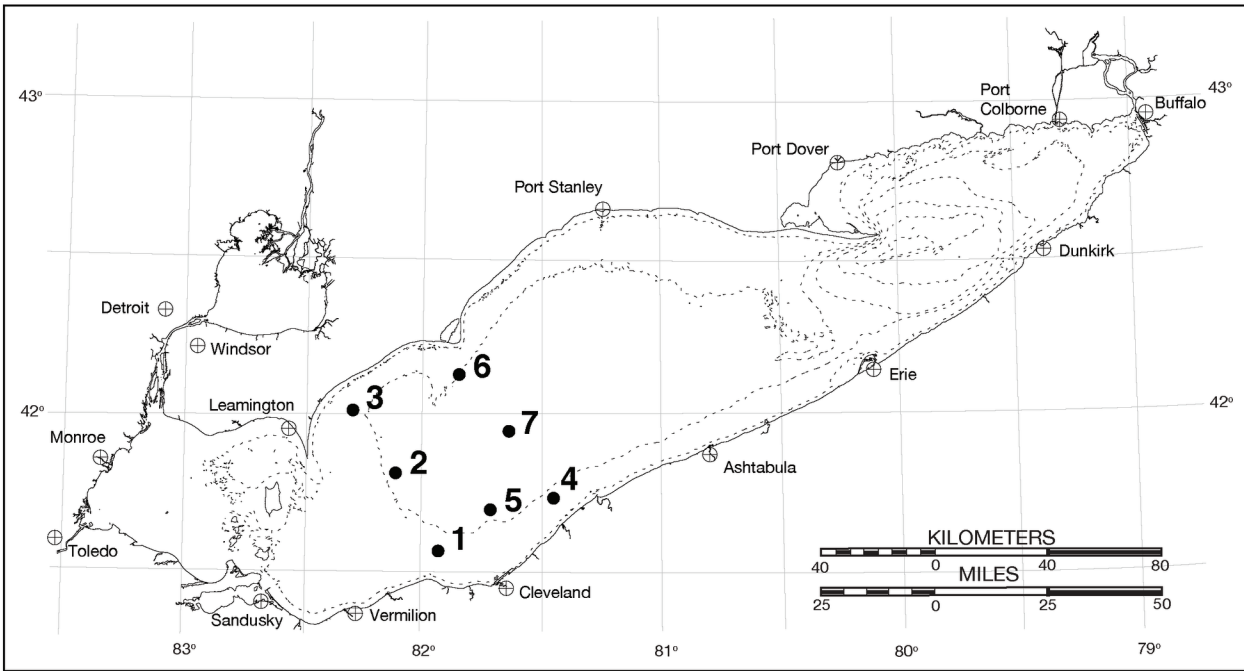 43°
43°
Port
Colborne
Buffalo
Port Dover
Port Stanley
Dunkirk
Detroit
Windsor
Erie
6
3
Leamington
42°
42°
7
Monroe
2
Ashtabula
4
5
1
KILOMETERS
40 0 40 80
MILES
25 0 25 50
Toledo
Cleveland
Sandusky
Vermilion
83° 82° 81° 80° 79°